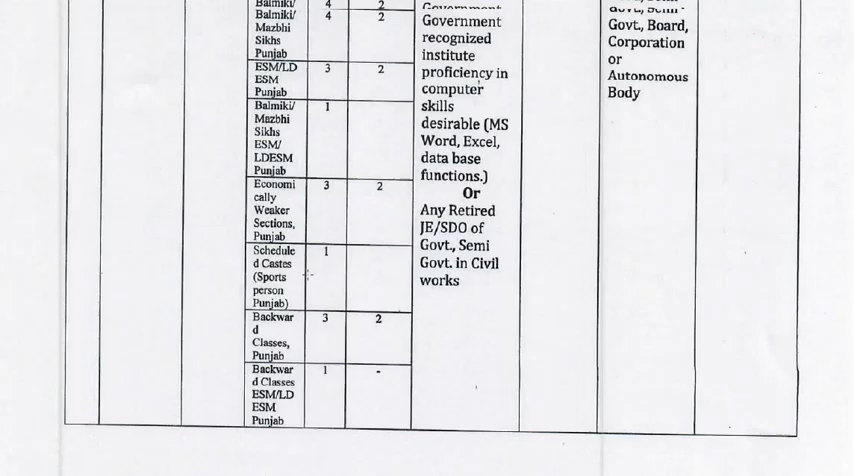 Balmiki/ 4 2
Balmiki/ 4 2
Mazbhi
Sikhs
Punjab
ESM/LD 3 2
ESM
Punjab
Balmiki/ 1
Mazbhi
Sikhs
ESM/
LDESM
Punjab
Economi 3 2
cally
Weaker
Sections,
Punjab
Schedule 1
d Castes
(Sports
person
Punjab)
Backwar 3 2
d
Classes,
Punjab
Backwar 1 -
d Classes
ESM/LD
ESM
Punjab
Government
Government
recognized
institute
proficiency in
computer
skills
desirable (MS
Word, Excel,
data base
functions.)
Or
Any Retired
JE/SDO of
Govt., Semi
Govt. in Civil
works
Govt., Board,
Corporation
or
Autonomous
Body